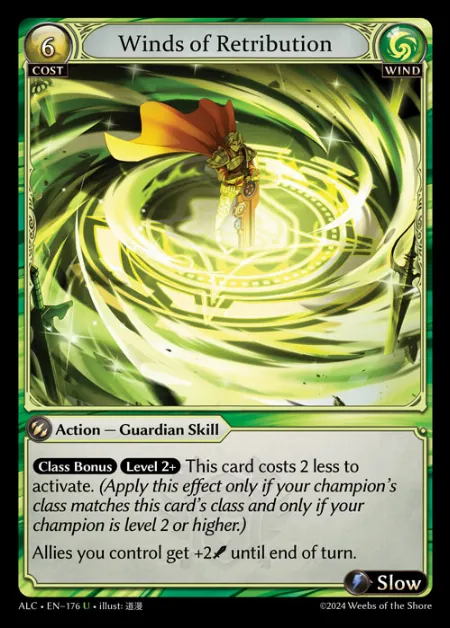 6
COST
Winds of Retribution
WIND
Action — Guardian Skill
Class Bonus Level 2+ This card costs 2 less to
activate. (Apply this effect only if your champion's
class matches this card's class and only if your
champion is level 2 or higher.)
Allies you control get +2 until end of turn.
Slow
ALC • EN-176 U • illust: 道漫
©2024 Weebs of the Shore